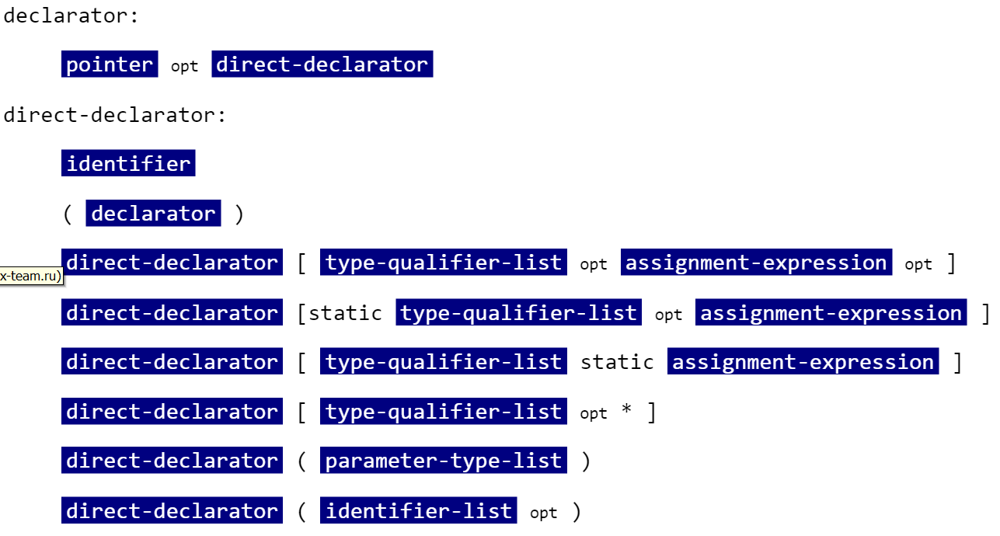 declarator:
pointer opt direct-declarator
direct-declarator:
identifier
( declarator )
direct-declarator [ type-qualifier-list opt assignment-expression opt ]
x-team.ru)
direct-declarator [static type-qualifier-list opt assignment-expression ]
direct-declarator [ type-qualifier-list static assignment-expression ]
direct-declarator [ type-qualifier-list opt * ]
direct-declarator ( parameter-type-list )
direct-declarator ( identifier-list opt )